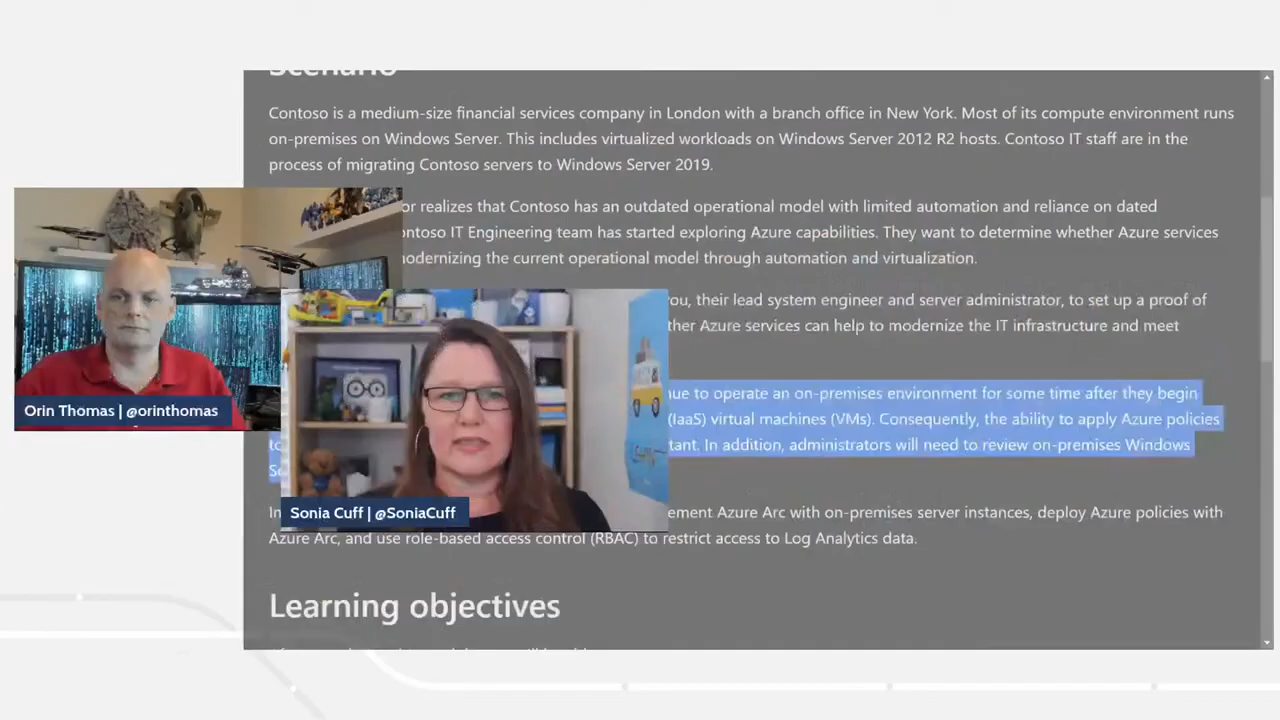 Scenario
Contoso is a medium-size financial services company in London with a branch office in New York. Most of its compute environment runs
on-premises on Windows Server. This includes virtualized workloads on Windows Server 2012 R2 hosts. Contoso IT staff are in the
process of migrating Contoso servers to Windows Server 2019.
or realizes that Contoso has an outdated operational model with limited automation and reliance on dated
ontoso IT Engineering team has started exploring Azure capabilities. They want to determine whether Azure services
modernizing the current operational model through automation and virtualization.
you, their lead system engineer and server administrator, to set up a proof of
ther Azure services can help to modernize the IT infrastructure and meet
nue to operate an on-premises environment for some time after they begin
(IaaS) virtual machines (VMs). Consequently, the ability to apply Azure policies
tant. In addition, administrators will need to review on-premises Windows
ement Azure Arc with on-premises server instances, deploy Azure policies with
Azure Arc, and use role-based access control (RBAC) to restrict access to Log Analytics data.
Learning objectives
Orin Thomas | @orinthomas
Sonia Cuff | @SoniaCuff